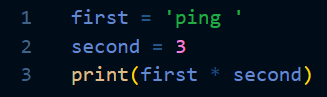 1 first = 'ping '
2 second = 3
3 print(first * second)